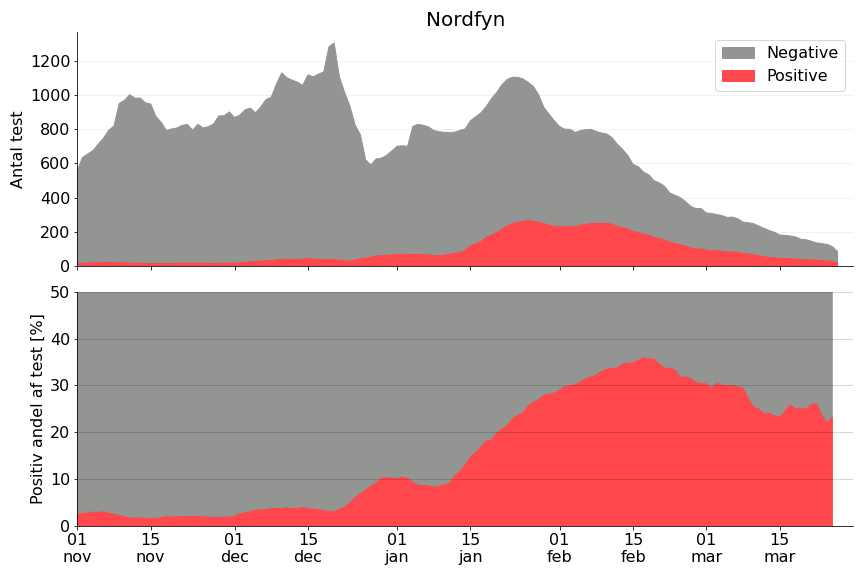 Nordfyn
Negative
Positive
Antal test
1200
1000
800
600
400
200
0
Positiv andel af test [%]
50
40
30
20
10
0
01 nov
15 nov
01 dec
15 dec
01 jan
15 jan
01 feb
15 feb
01 mar
15 mar